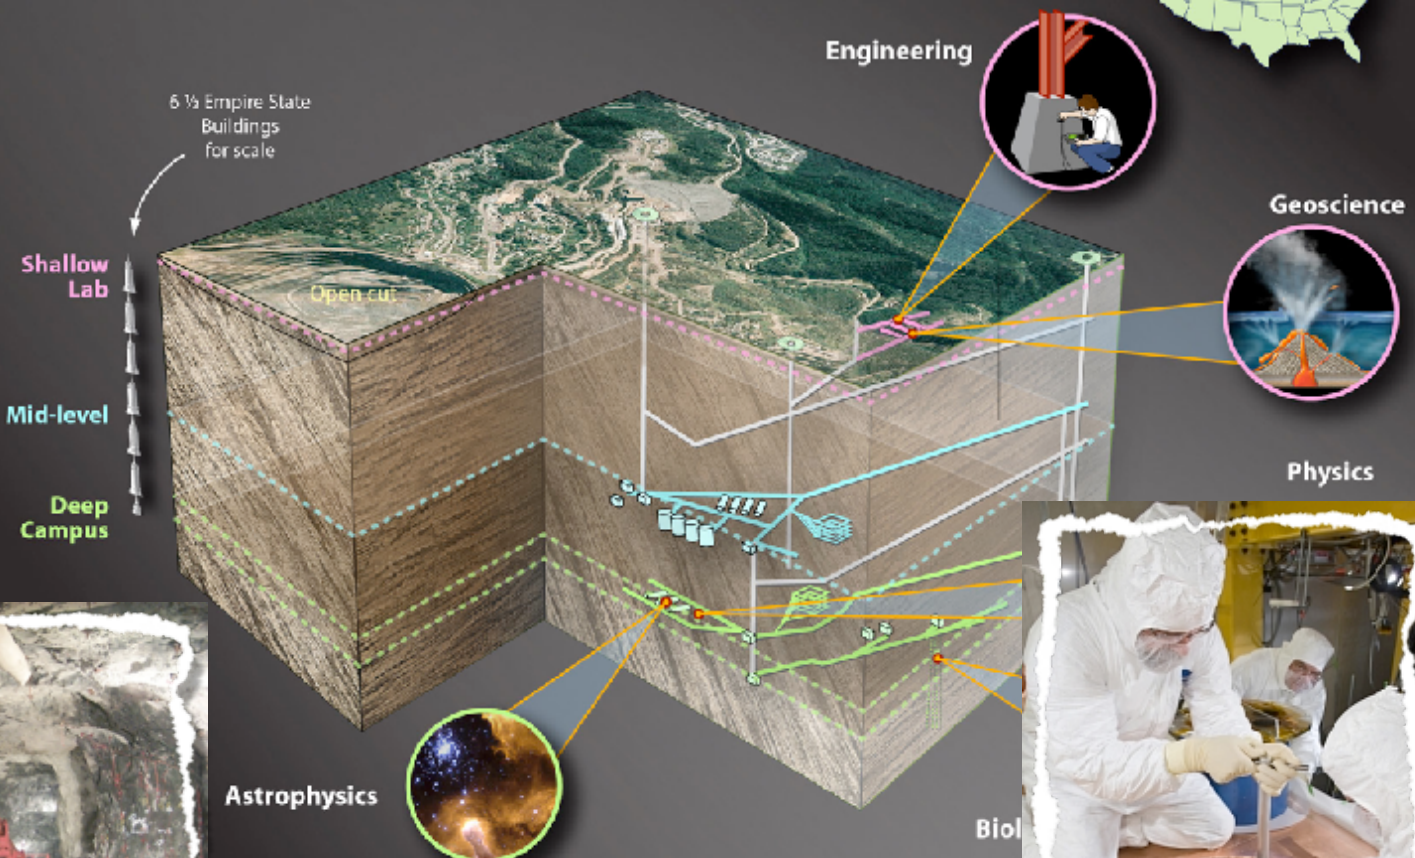 Engineering
6 ½ Empire State
Buildings
for scale
Geoscience
Shallow
Lab
Open cut
Mid-level
Physics
Deep
Campus
Astrophysics
Biol